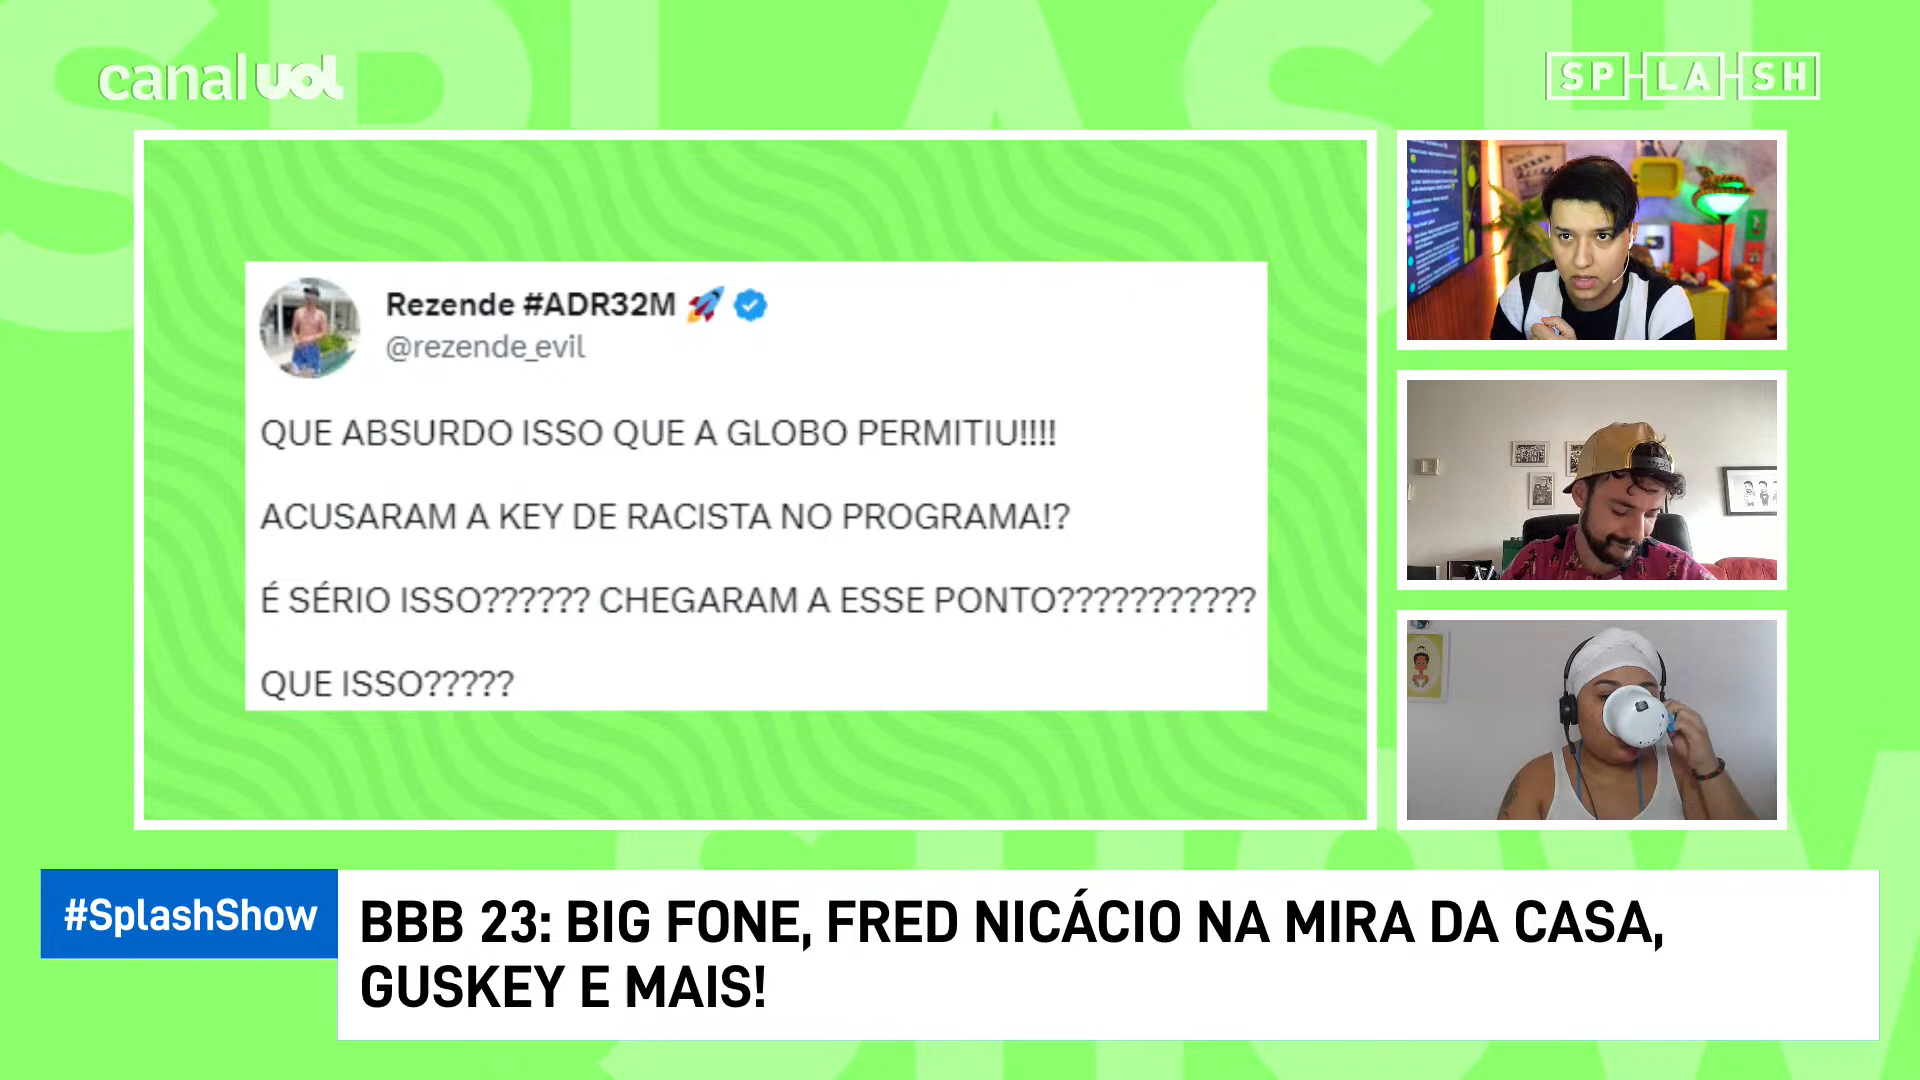 canal uol
SPLASH
Rezende #ADR32M 🚀
@rezende_evil
QUE ABSURDO ISSO QUE A GLOBO PERMITIU!!!!
ACUSARAM A KEY DE RACISTA NO PROGRAMA!?
É SÉRIO ISSO?????? CHEGARAM A ESSE PONTO???????????
QUE ISSO?????
#SplashShow
BBB 23: BIG FONE, FRED NICÁCIO NA MIRA DA CASA,
GUSKEY E MAIS!